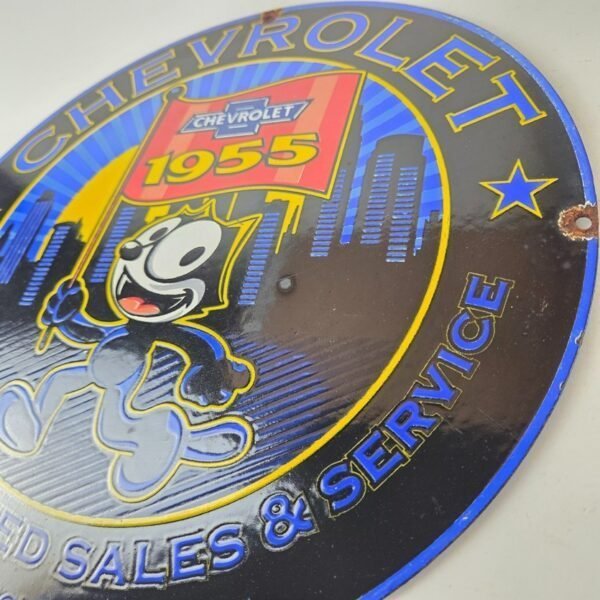 CHEVROLET
CHEVROLET
1955
SALES & SERVICE